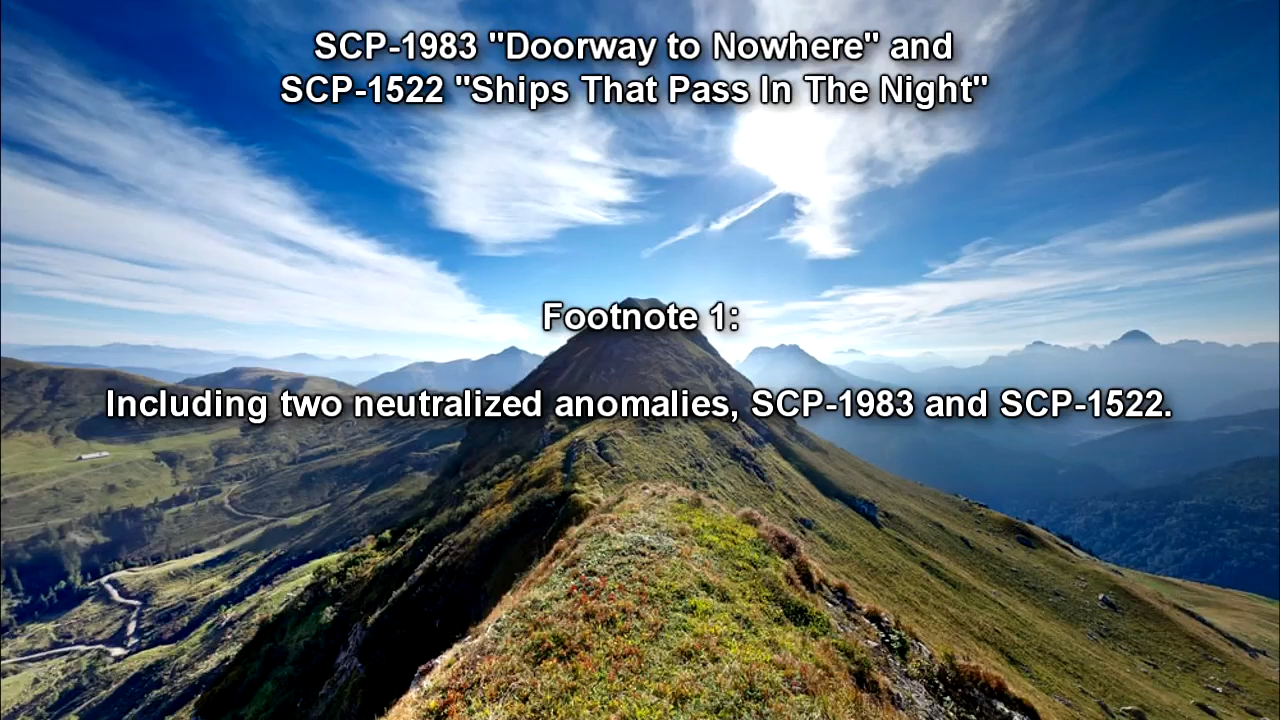 SCP-1983 "Doorway to Nowhere" and
SCP-1522 "Ships That Pass In The Night"
Footnote 1:
Including two neutralized anomalies, SCP-1983 and SCP-1522.